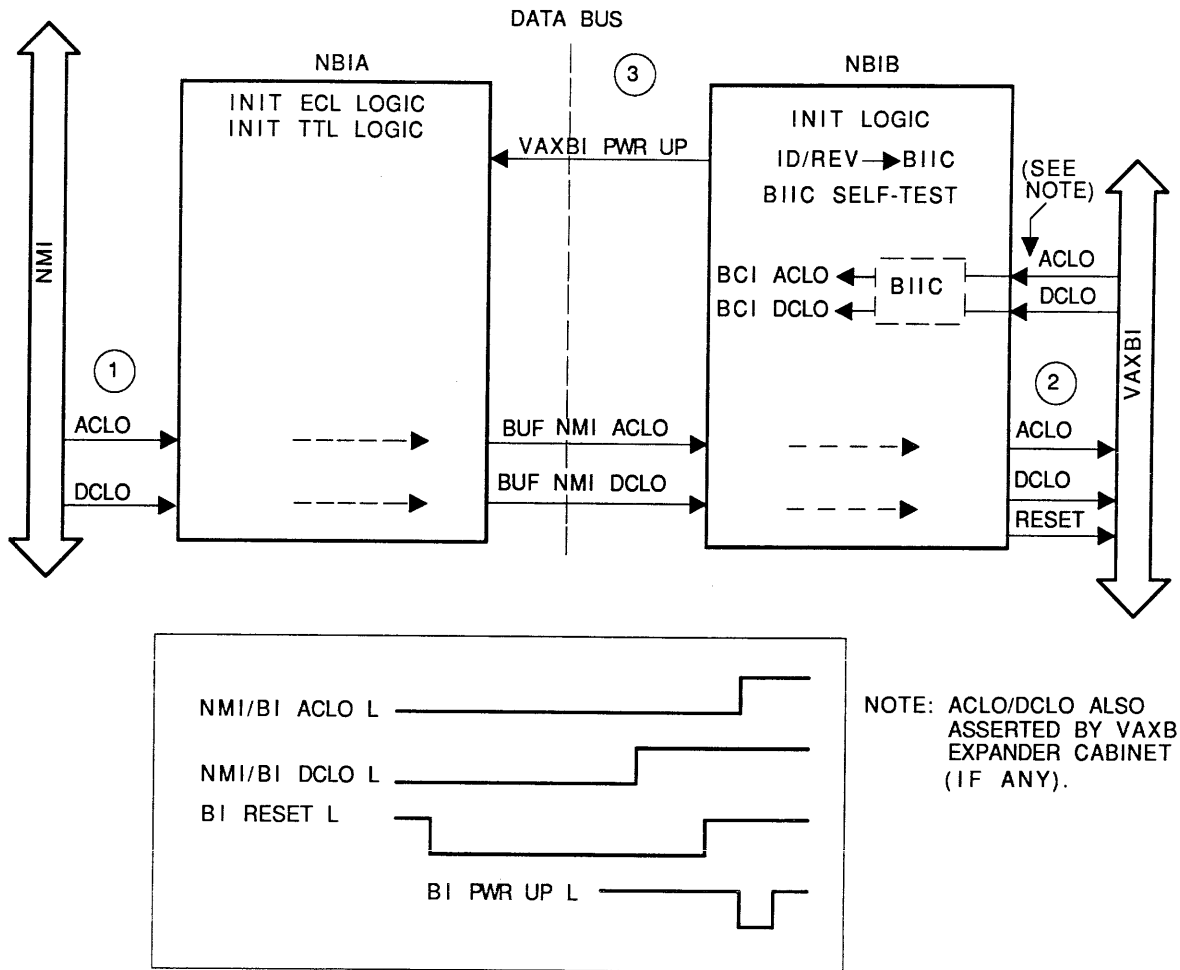 DATA BUS
NBIA
3
NBIB
INIT ECL LOGIC
INIT TTL LOGIC
INIT LOGIC
VAXBI PWR UP
ID/REV BIIC
BIIC SELF-TEST
(SEE
NOTE)
NMI
BCI ACLO
BIIC
ACLO
BCI DCLO
DCLO
VAXBI
1
2
ACLO
BUF NMI ACLO
ACLO
DCLO
BUF NMI DCLO
DCLO
RESET
NMI/BI ACLO L
NMI/BI DCLO L
BI RESET L
BI PWR UP L
NOTE: ACLO/DCLO ALSO
ASSERTED BY VAXB
EXPANDER CABINET
(IF ANY).